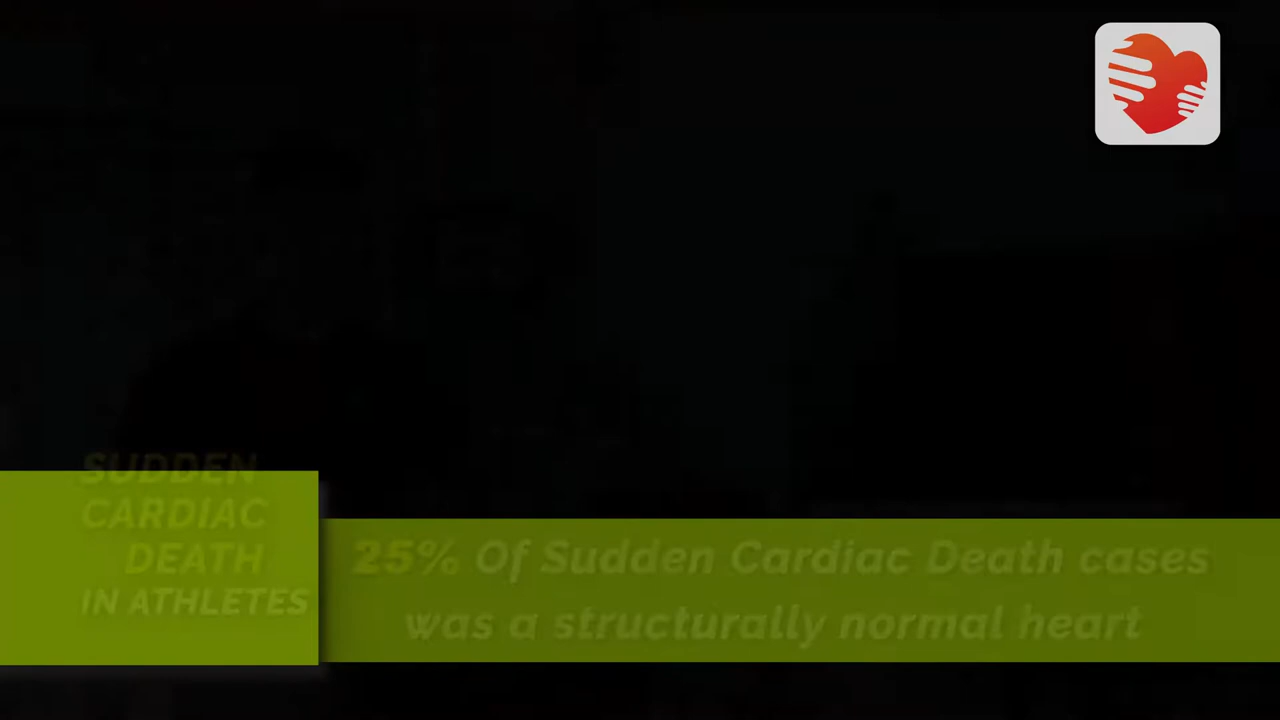 SUDDEN
CARDIAC
DEATH
IN ATHLETES
25% Of Sudden Cardiac Death cases
was a structurally normal heart